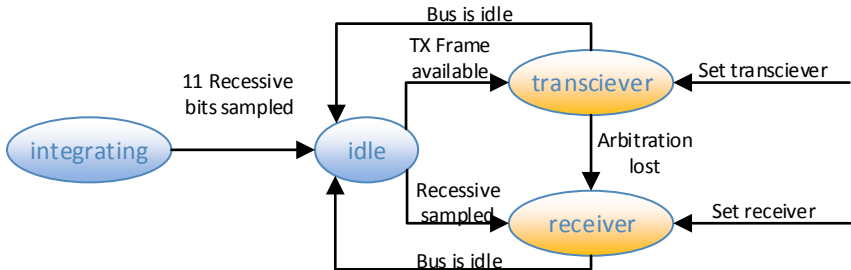 Bus is idle
TX Frame
available
transciever
Set transciever
11 Recessive
bits sampled
integrating
idle
Arbitration
lost
Recessive
sampled
receiver
Set receiver
Bus is idle